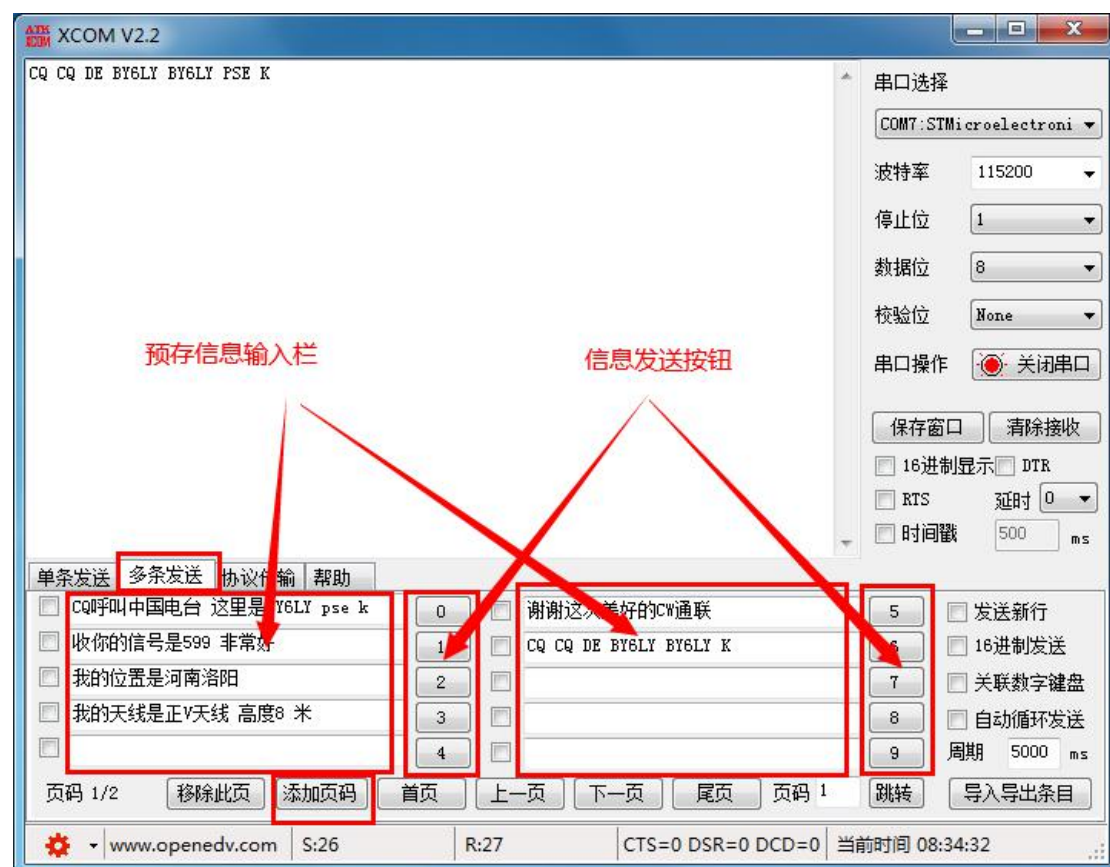 XCOM V2.2
CQ CQ DE BY6LY BY6LY PSE K
串口选择
COM7:STMicroelectroni
波特率 115200
停止位 1
数据位 8
校验位 None
串口操作 关闭串口
保存窗口 清除接收
16进制显示 DTR
RTS 延时 0
时间戳 500 ms
预存信息输入栏
信息发送按钮
单条发送 多条发送 协议传输 帮助
CQ呼叫中国电台 这里是BY6LY pse k 0 谢谢这次美好的CW通联 5 发送新行
收你的信号是599 非常好 1 CQ CQ DE BY6LY BY6LY K 6 16进制发送
我的位置是河南洛阳 2 7 关联数字键盘
我的天线是正V天线 高度8 米 3 8 自动循环发送
4 9 周期 5000 ms
页码 1/2 移除此页 添加页码 首页 上一页 下一页 尾页 页码 1 跳转 导入导出条目
www.openedv.com S:26 R:27 CTS=0 DSR=0 DCD=0 当前时间 08:34:32